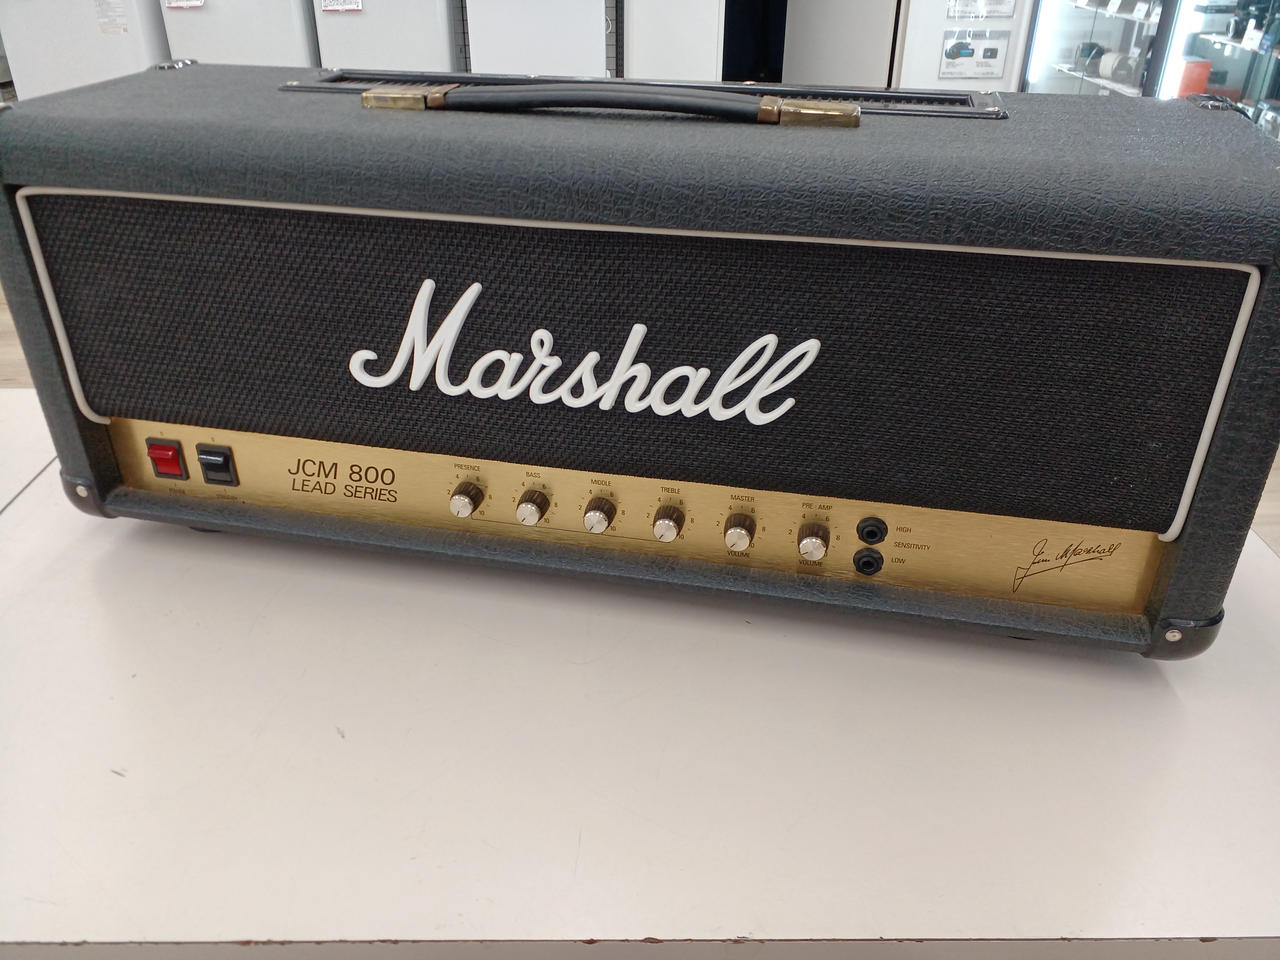 Marshall
JCM 800
LEAD SERIES
PRESENCE
BASS
MIDDLE
TREBLE
MASTER
VOLUME
PRE-AMP
VOLUME
HIGH
SENSITIVITY
LOW
Jim Marshall